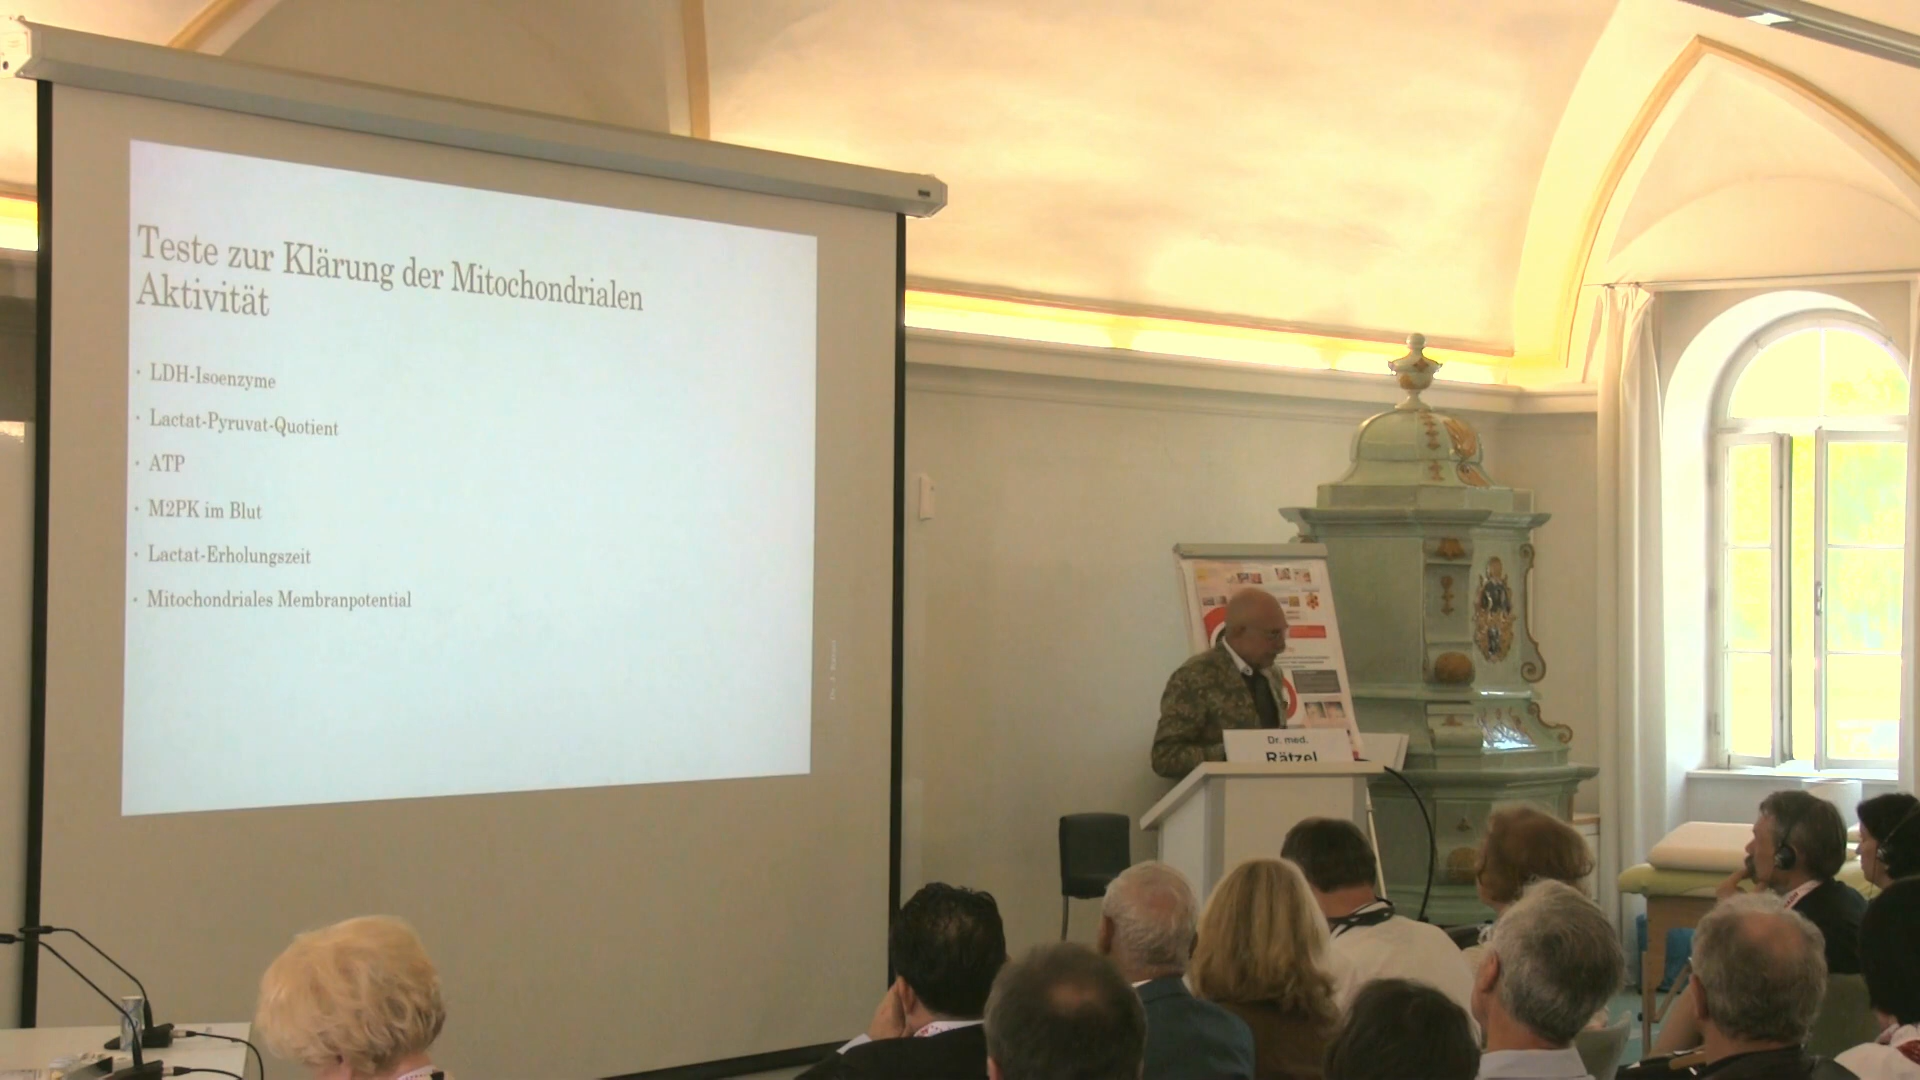 Teste zur Klärung der Mitochondrialen
Aktivität
• LDH-Isoenzyme
• Lactat-Pyruvat-Quotient
• ATP
• M2PK im Blut
• Lactat-Erholungszeit
• Mitochondriales Membranpotential
Dr. med.
Rätzel